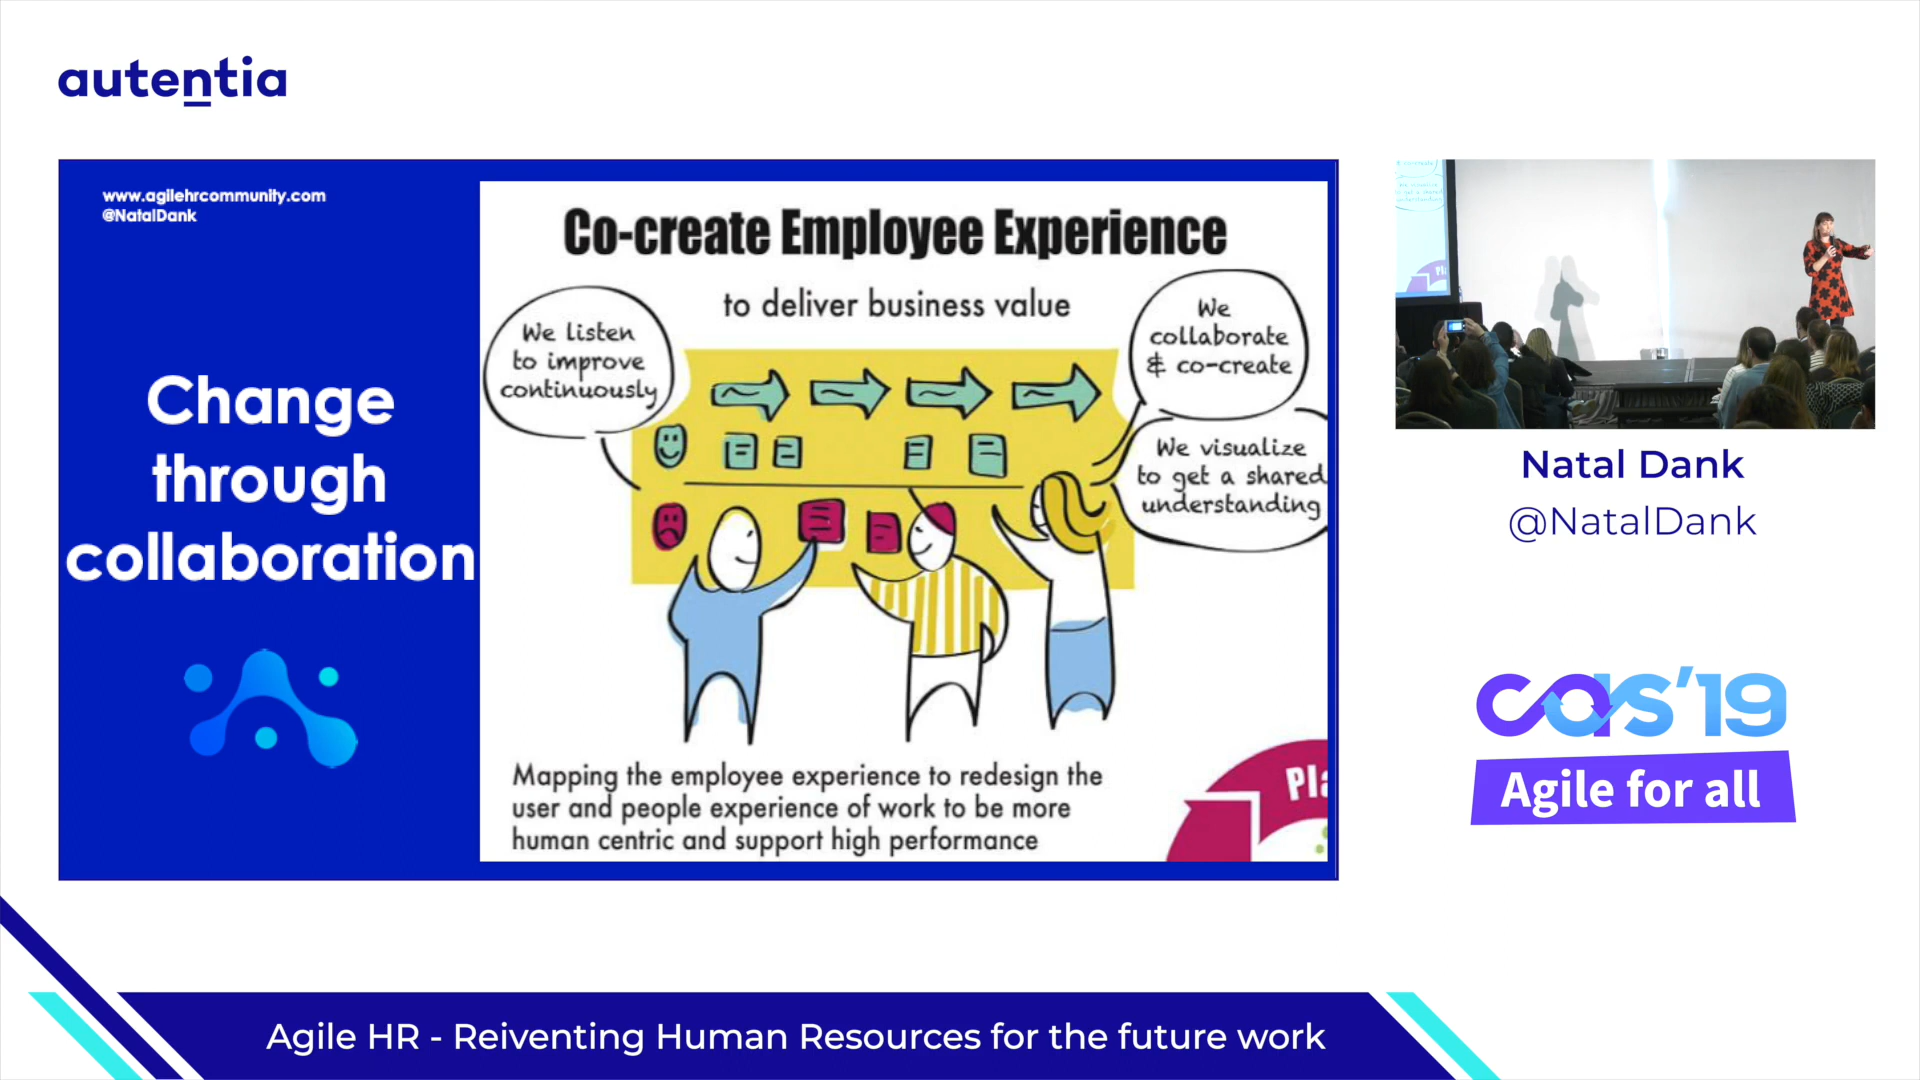 autentia
www.agilehrcommunity.com
@NatalDank
Change
through
collaboration
Co-create Employee Experience
to deliver business value
We listen
to improve
continuously
We
collaborate
& co-create
We visualize
to get a shared
understanding
Mapping the employee experience to redesign the
user and people experience of work to be more
human centric and support high performance
Natal Dank
@NatalDank
cas'19
Agile for all
Agile HR - Reiventing Human Resources for the future work